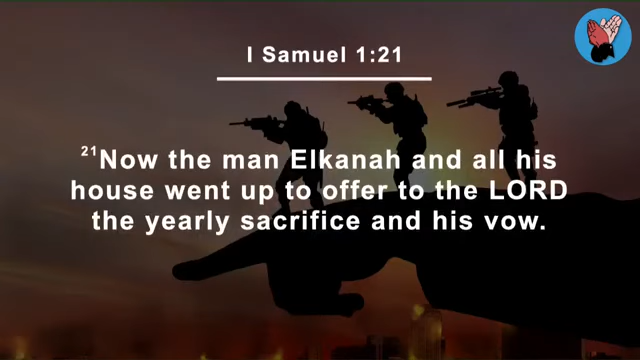 I Samuel 1:21
21Now the man Elkanah and all his
house went up to offer to the LORD
the yearly sacrifice and his vow.